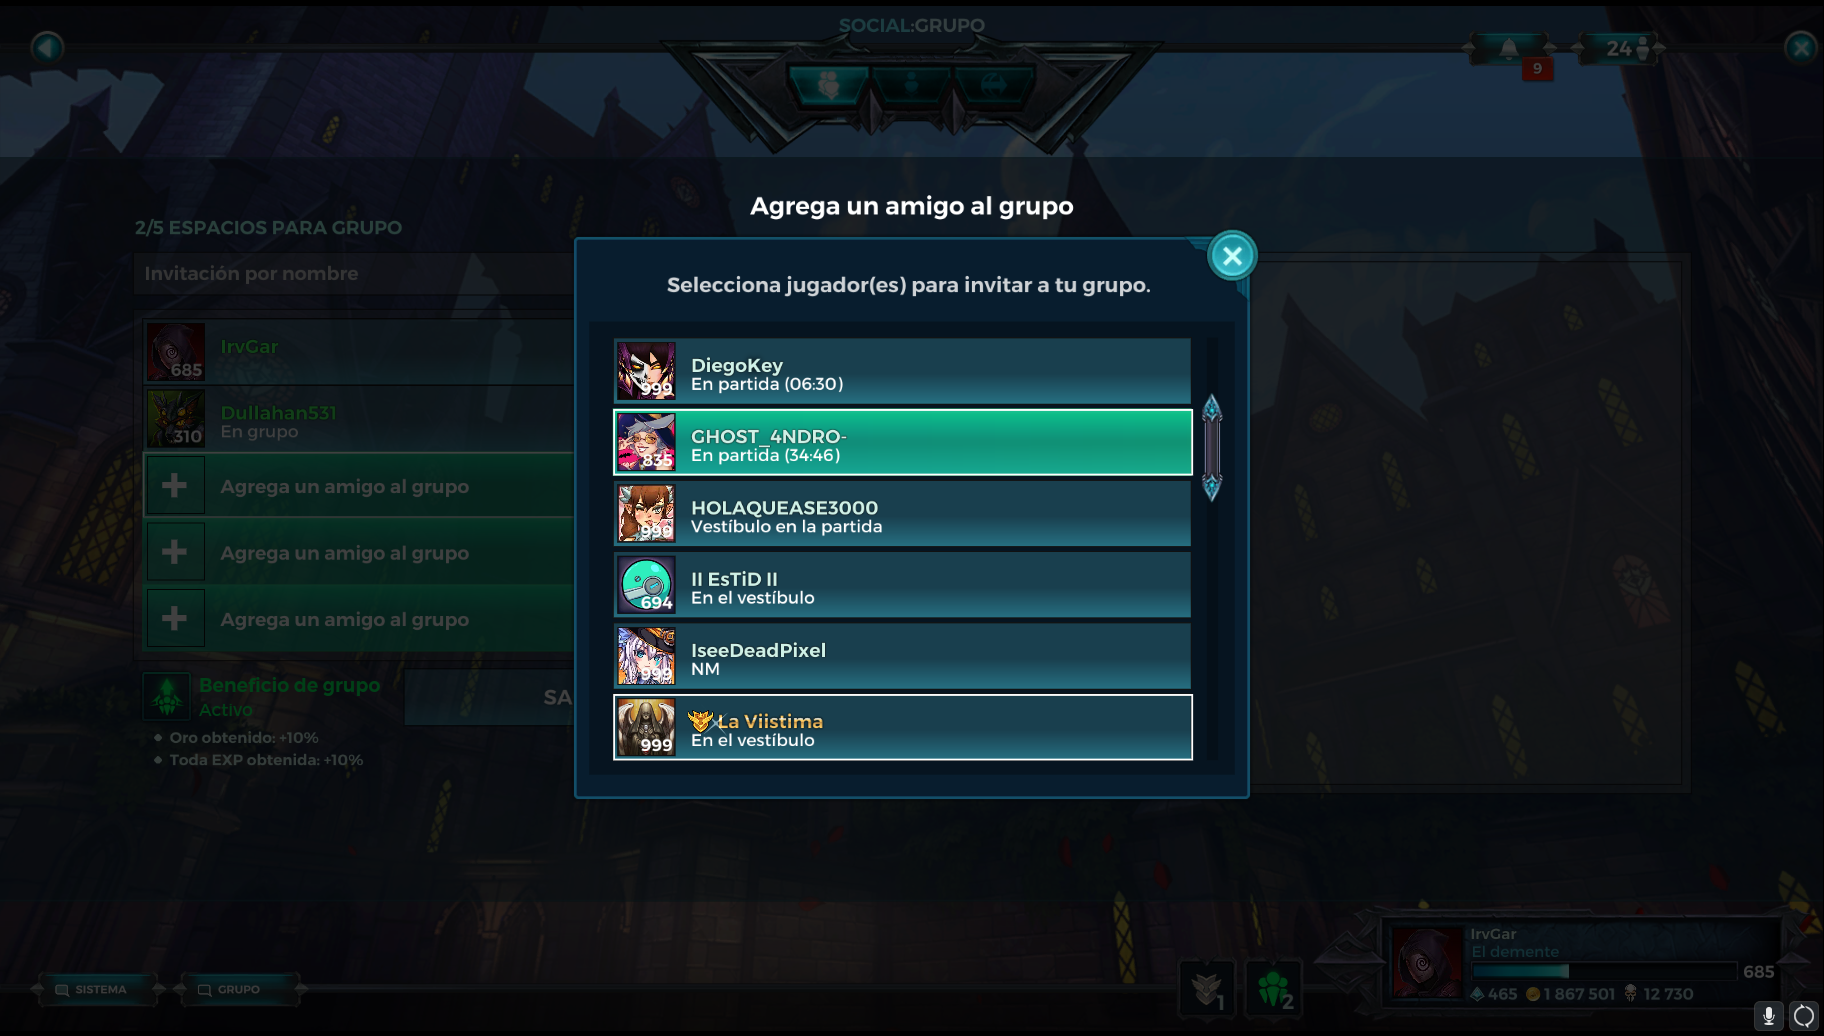 SOCIAL:GRUPO
24
9
Agrega un amigo al grupo
2/5 ESPACIOS PARA GRUPO
Invitación por nombre
IrvGar
685
Dullahan531
En grupo
310
Agrega un amigo al grupo
Agrega un amigo al grupo
Agrega un amigo al grupo
Beneficio de grupo
Activo
Oro obtenido: +10%
Toda EXP obtenida: +10%
SA
Selecciona jugador(es) para invitar a tu grupo.
DiegoKey
En partida (06:30)
999
GHOST_4NDRO-
En partida (34:46)
835
HOLAQUEASE3000
Vestíbulo en la partida
999
II EsTiD II
En el vestíbulo
694
IseeDeadPixel
NM
999
La Viistima
En el vestíbulo
999
SISTEMA
GRUPO
1
2
IrvGar
El demente
685
465
1 867 501
12 730